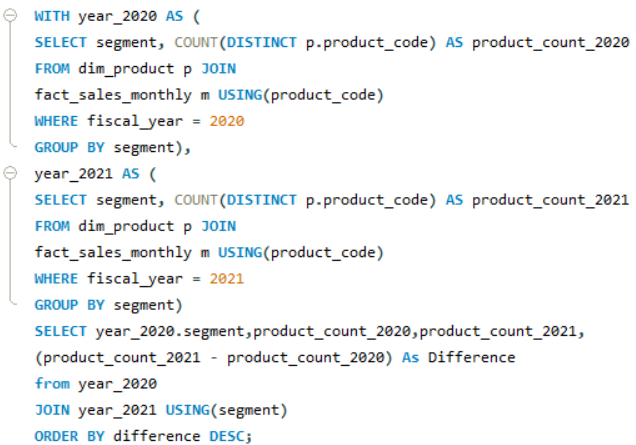 WITH year_2020 AS (
SELECT segment, COUNT(DISTINCT p.product_code) AS product_count_2020
FROM dim_product p JOIN
fact_sales_monthly m USING(product_code)
WHERE fiscal_year = 2020
GROUP BY segment),
year_2021 AS (
SELECT segment, COUNT(DISTINCT p.product_code) AS product_count_2021
FROM dim_product p JOIN
fact_sales_monthly m USING(product_code)
WHERE fiscal_year = 2021
GROUP BY segment)
SELECT year_2020.segment,product_count_2020,product_count_2021,
(product_count_2021 - product_count_2020) As Difference
from year_2020
JOIN year_2021 USING(segment)
ORDER BY difference DESC;